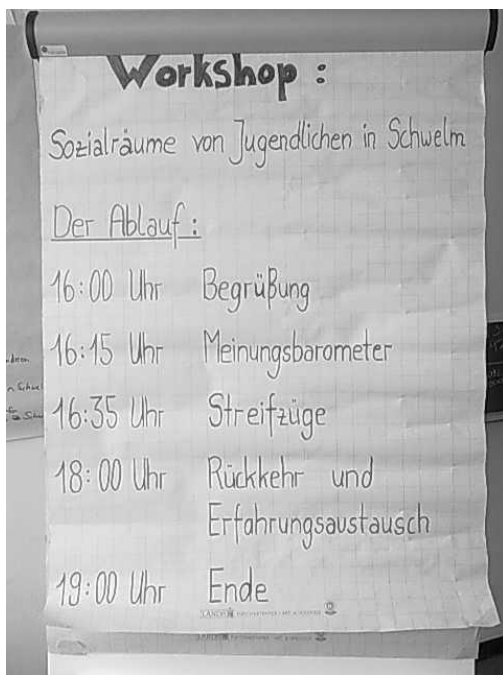 Workshop :
Sozialräume von Jugendlichen in Schwelm
Der Ablauf :
16:00 Uhr Begrüßung
16:15 Uhr Meinungsbarometer
16:35 Uhr Streifzüge
18:00 Uhr Rückkehr und
Erfahrungsaustausch
19:00 Uhr Ende